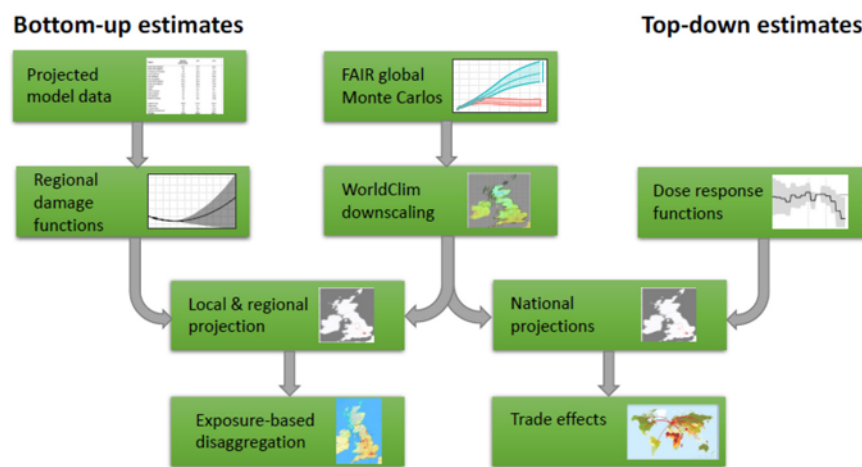 Bottom-up estimates
Top-down estimates
Projected
model data
FAIR global
Monte Carlos
Regional
damage
functions
WorldClim
downscaling
Dose response
functions
Local & regional
projection
National
projections
Exposure-based
disaggregation
Trade effects